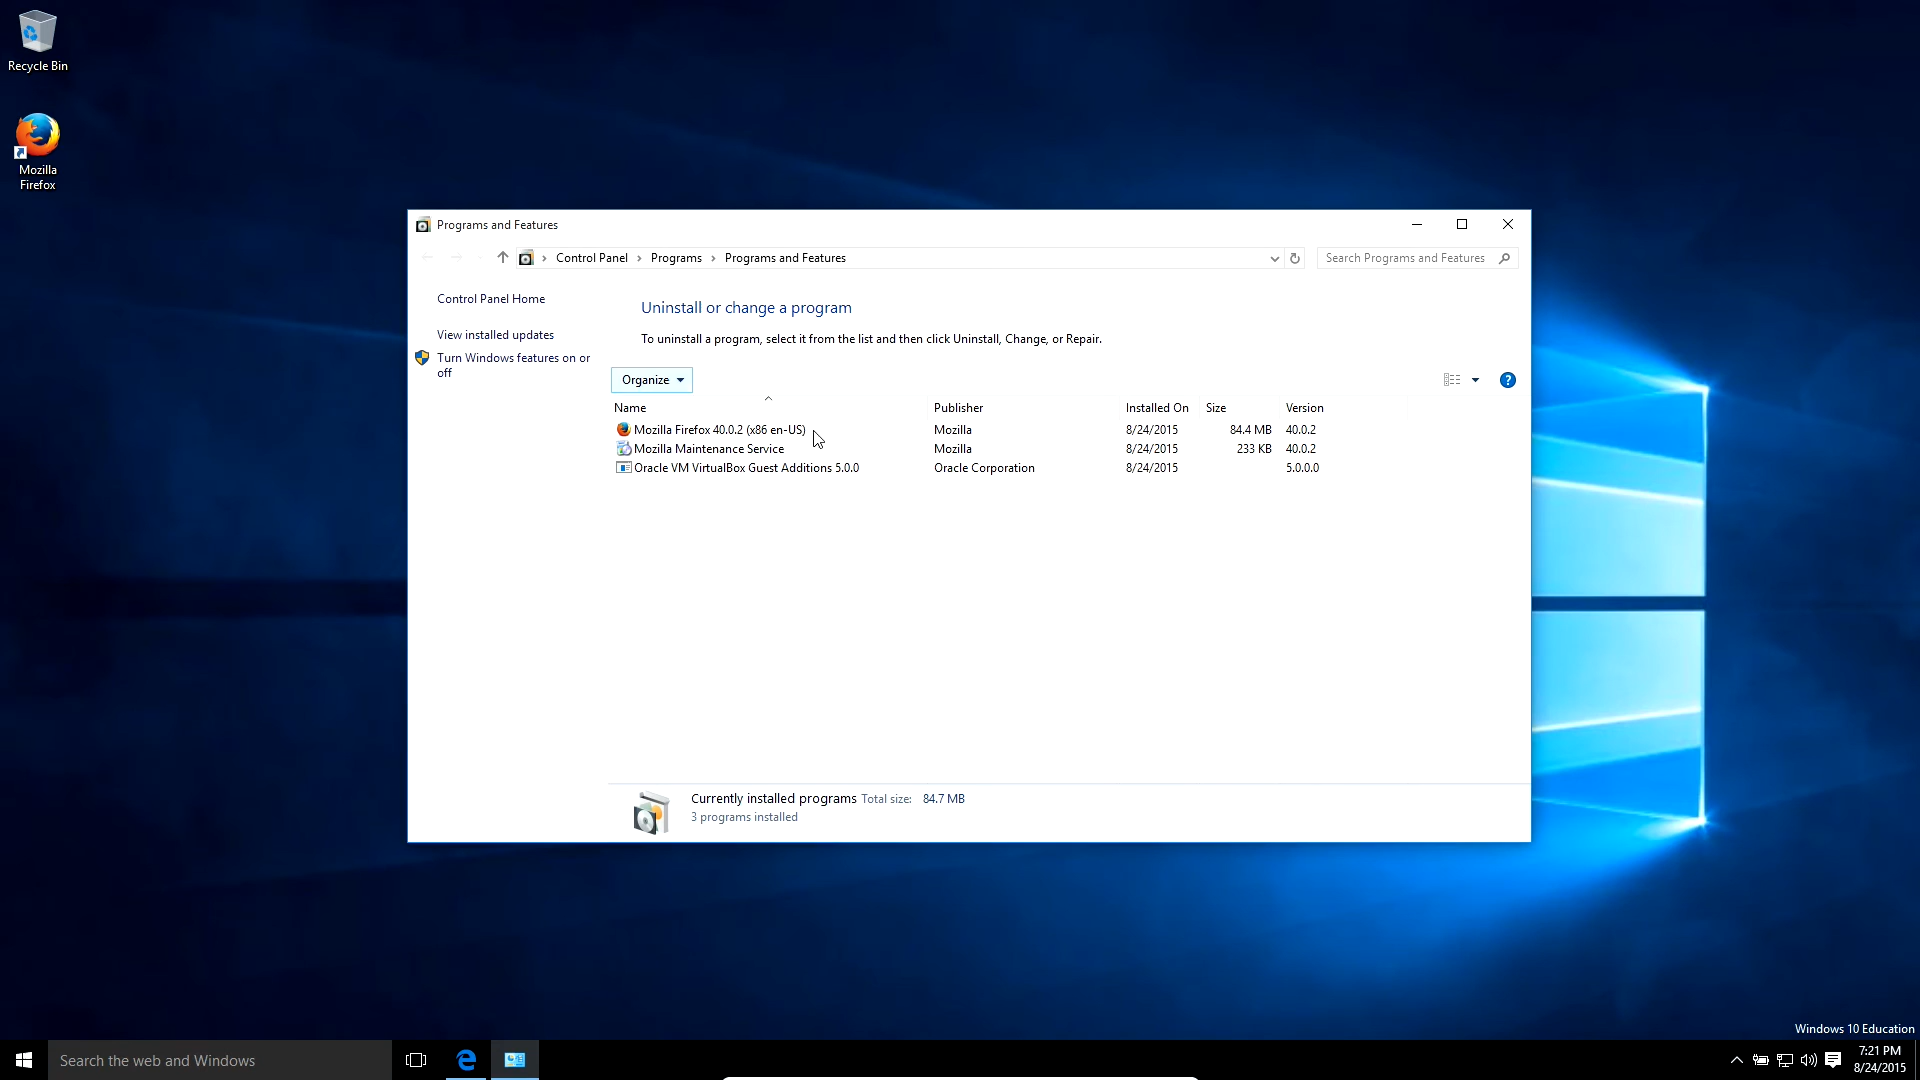 Recycle Bin
Mozilla
Firefox
Programs and Features
Control Panel
Programs
Programs and Features
Search Programs and Features
Control Panel Home
View installed updates
Turn Windows features on or
off
Uninstall or change a program
To uninstall a program, select it from the list and then click Uninstall, Change, or Repair.
Organize
Name Publisher Installed On Size Version
Mozilla Firefox 40.0.2 (x86 en-US) Mozilla 8/24/2015 84.4 MB 40.0.2
Mozilla Maintenance Service Mozilla 8/24/2015 233 KB 40.0.2
Oracle VM VirtualBox Guest Additions 5.0.0 Oracle Corporation 8/24/2015 5.0.0.0
Currently installed programs Total size: 84.7 MB
3 programs installed
Windows 10 Education
Search the web and Windows
7:21 PM
8/24/2015